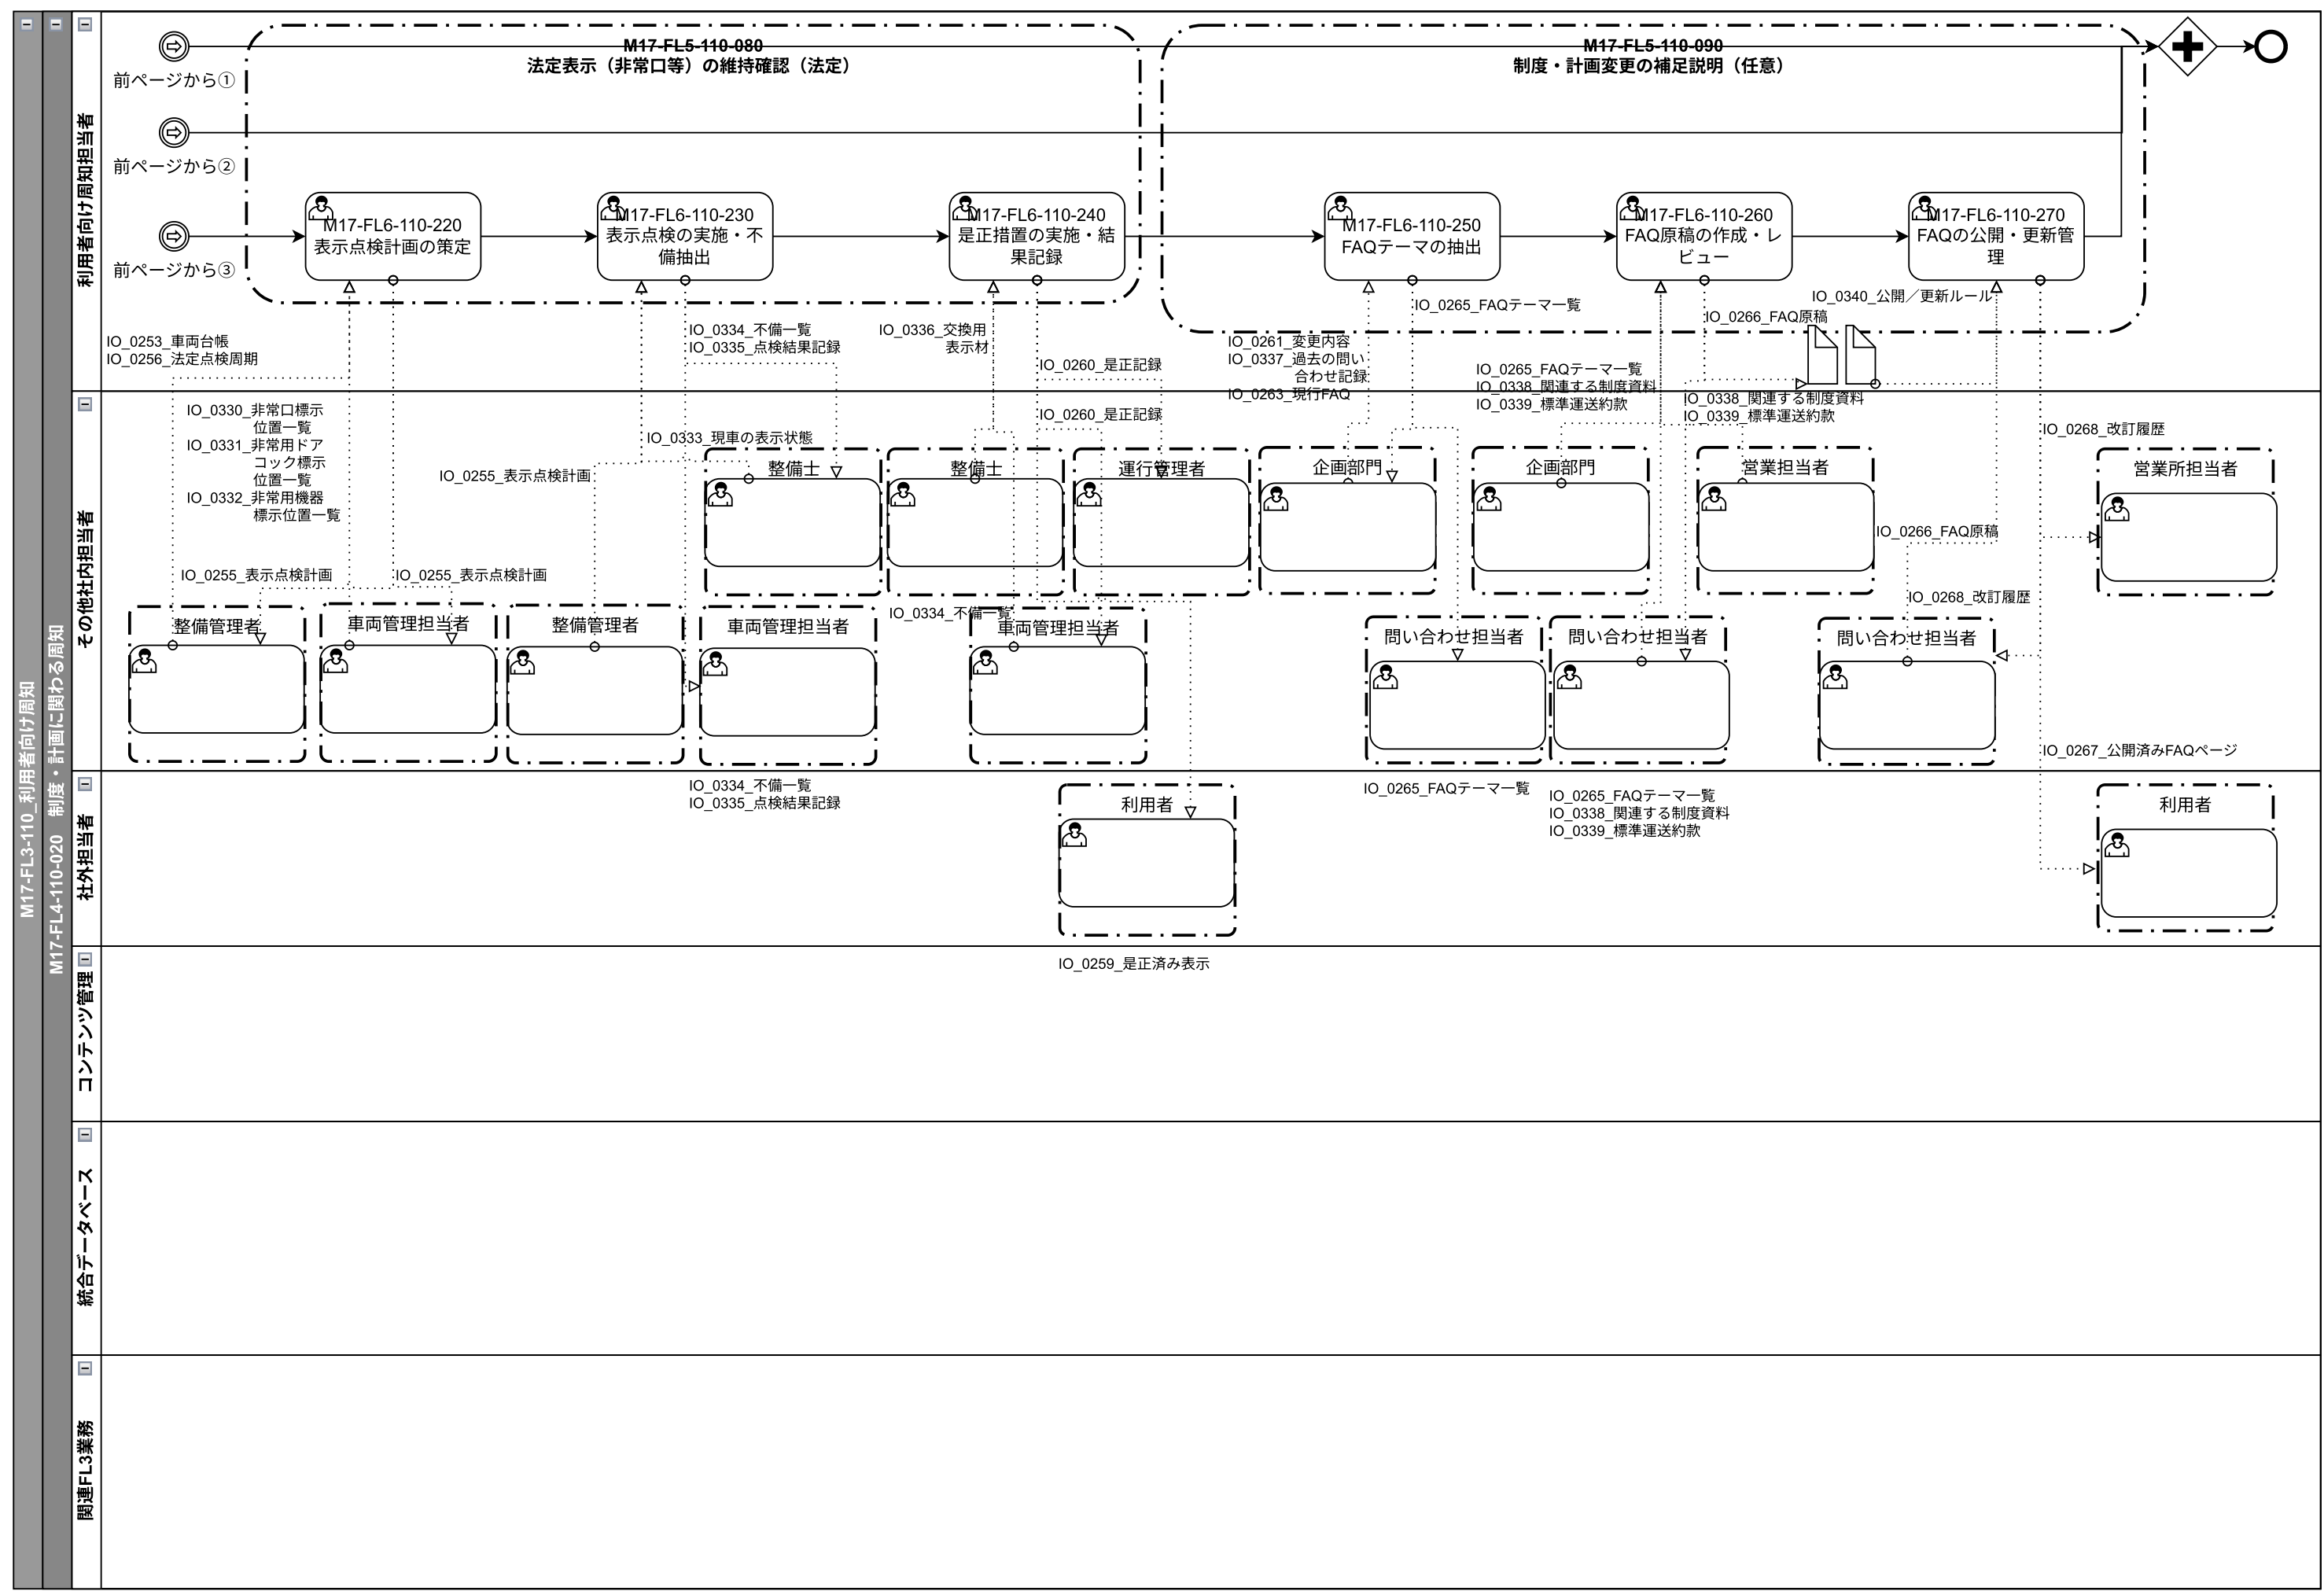 M17-FL3-110_利用者向け周知
M17-FL4-110-020　制度・計画に関わる周知
利用者向け周知担当者
前ページから①
前ページから②
前ページから③
M17-FL5-110-080
法定表示（非常口等）の維持確認（法定）
M17-FL5-110-090
制度・計画変更の補足説明（任意）
M17-FL6-110-220
表示点検計画の策定
M17-FL6-110-230
表示点検の実施・不
備抽出
M17-FL6-110-240
是正措置の実施・結
果記録
M17-FL6-110-250
FAQテーマの抽出
M17-FL6-110-260
FAQ原稿の作成・レ
ビュー
M17-FL6-110-270
FAQの公開・更新管
理
IO_0253_車両台帳
IO_0256_法定点検周期
IO_0334_不備一覧
IO_0335_点検結果記録
IO_0336_交換用
表示材
IO_0260_是正記録
IO_0261_変更内容
IO_0337_過去の問い
合わせ記録
IO_0263_現行FAQ
IO_0265_FAQテーマ一覧
IO_0265_FAQテーマ一覧
IO_0338_関連する制度資料
IO_0339_標準運送約款
IO_0266_FAQ原稿
IO_0340_公開／更新ルール
その他社内担当者
IO_0330_非常口標示
位置一覧
IO_0331_非常用ドア
コック標示
位置一覧
IO_0332_非常用機器
標示位置一覧
IO_0255_表示点検計画
IO_0255_表示点検計画
IO_0255_表示点検計画
IO_0333_現車の表示状態
IO_0260_是正記録
IO_0338_関連する制度資料
IO_0339_標準運送約款
IO_0268_改訂履歴
整備士
整備士
運行管理者
企画部門
企画部門
営業担当者
営業所担当者
IO_0266_FAQ原稿
IO_0268_改訂履歴
IO_0334_不備一覧
整備管理者
車両管理担当者
整備管理者
車両管理担当者
車両管理担当者
問い合わせ担当者
問い合わせ担当者
問い合わせ担当者
IO_0267_公開済みFAQページ
社外担当者
IO_0334_不備一覧
IO_0335_点検結果記録
利用者
IO_0265_FAQテーマ一覧
IO_0265_FAQテーマ一覧
IO_0338_関連する制度資料
IO_0339_標準運送約款
利用者
コンテンツ管理
IO_0259_是正済み表示
統合データベース
関連FL3業務